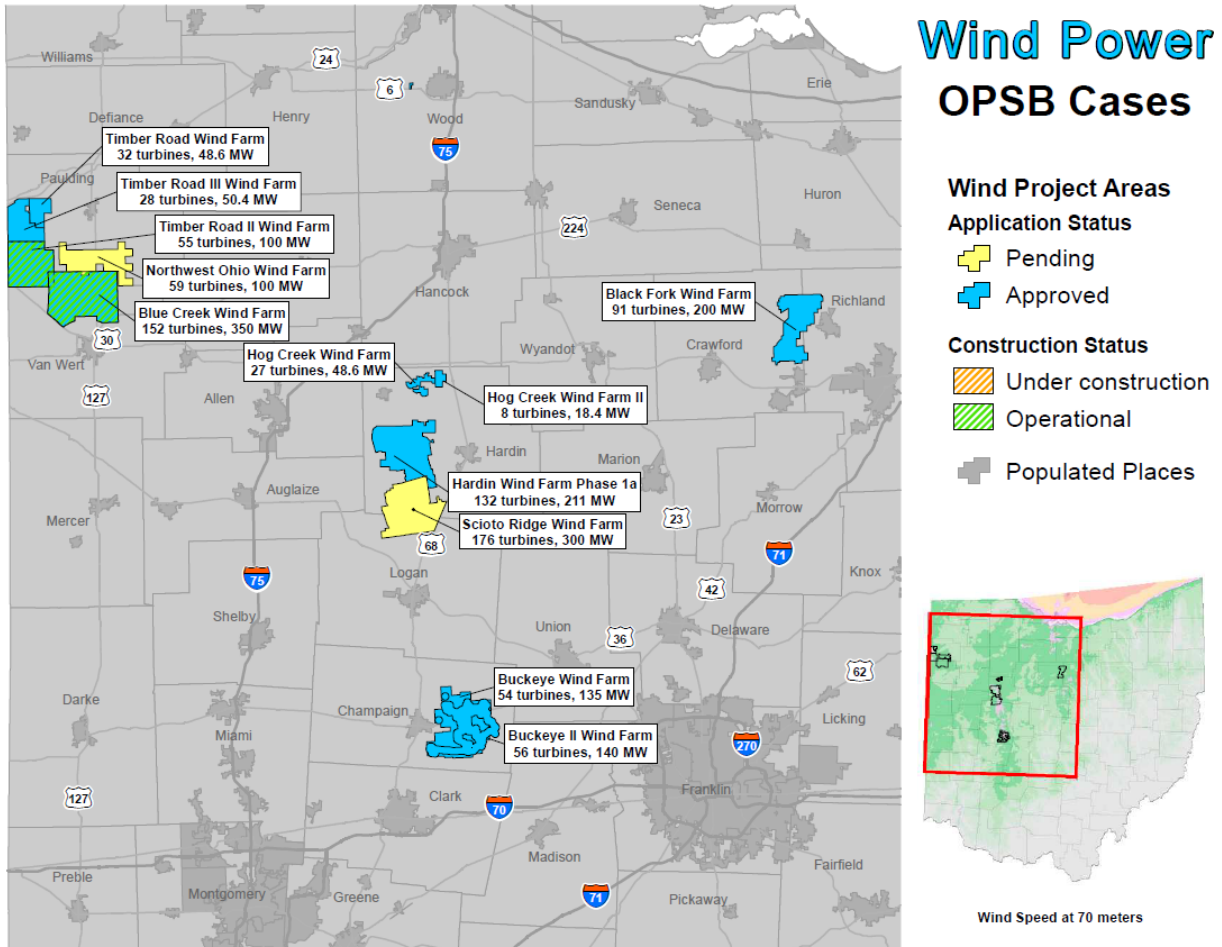 Wind Power
OPSB Cases
Wind Project Areas
Application Status
Pending
Approved
Construction Status
Under construction
Operational
Populated Places
Wind Speed at 70 meters
Williams
24
6
Erie
Sandusky
Defiance
Henry
Wood
75
Timber Road Wind Farm
32 turbines, 48.6 MW
Paulding
Timber Road III Wind Farm
28 turbines, 50.4 MW
Huron
Seneca
224
Timber Road II Wind Farm
55 turbines, 100 MW
Northwest Ohio Wind Farm
59 turbines, 100 MW
Hancock
Black Fork Wind Farm
91 turbines, 200 MW
Richland
Blue Creek Wind Farm
152 turbines, 350 MW
30
Van Wert
Hog Creek Wind Farm
27 turbines, 48.6 MW
Wyandot
Crawford
127
Allen
Hog Creek Wind Farm II
8 turbines, 18.4 MW
Hardin
Marion
Auglaize
Hardin Wind Farm Phase 1a
132 turbines, 211 MW
Mercer
Morrow
Scioto Ridge Wind Farm
176 turbines, 300 MW
23
68
71
75
Logan
Knox
42
Shelby
Union
36
Delaware
62
Buckeye Wind Farm
54 turbines, 135 MW
Darke
Champaign
Licking
Miami
Buckeye II Wind Farm
56 turbines, 140 MW
270
127
Clark
70
Franklin
Madison
Fairfield
Preble
Montgomery
Greene
71
Pickaway